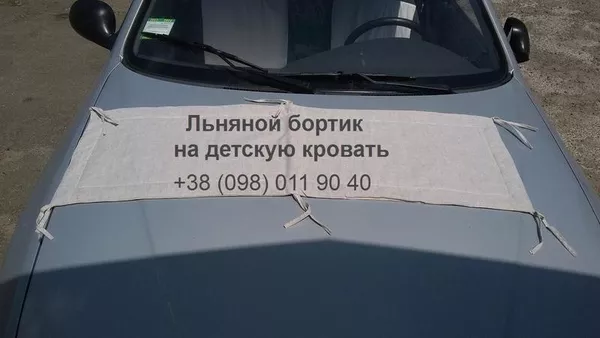 Льняной бортик
на детскую кровать
+38 (098) 011 90 40